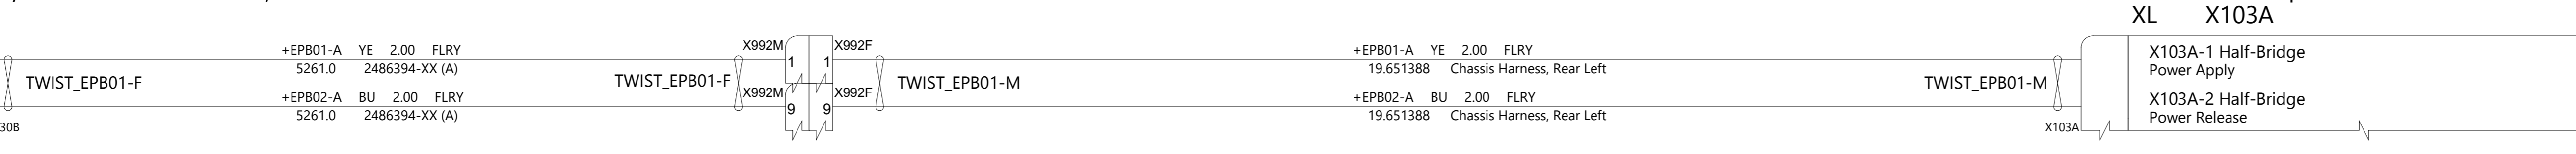 XL X103A
+EPB01-A YE 2.00 FLRY
5261.0 2486394-XX (A)
TWIST_EPB01-F
TWIST_EPB01-F
+EPB02-A BU 2.00 FLRY
5261.0 2486394-XX (A)
30B
X992M
X992F
1 1
X992M
X992F
9 9
+EPB01-A YE 2.00 FLRY
19.651388 Chassis Harness, Rear Left
TWIST_EPB01-M
TWIST_EPB01-M
+EPB02-A BU 2.00 FLRY
19.651388 Chassis Harness, Rear Left
X103A
X103A-1 Half-Bridge
Power Apply
X103A-2 Half-Bridge
Power Release